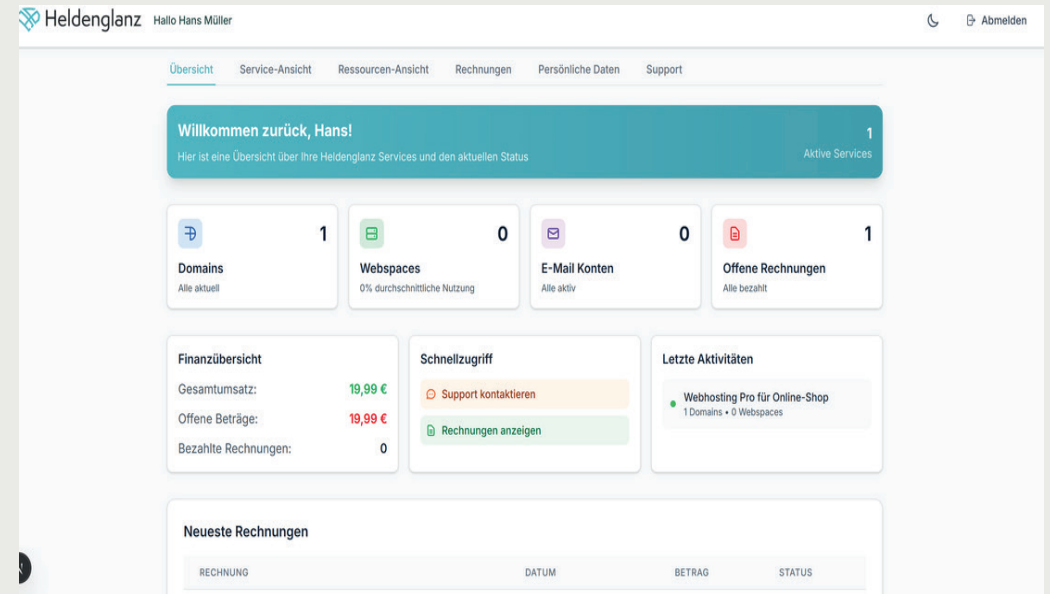 Heldenglanz Hallo Hans Müller Abmelden
Übersicht Service-Ansicht Ressourcen-Ansicht Rechnungen Persönliche Daten Support
Willkommen zurück, Hans!
Hier ist eine Übersicht über Ihre Heldenglanz Services und den aktuellen Status
1
Aktive Services
1
Domains
Alle aktuell
0
Webspaces
0% durchschnittliche Nutzung
0
E-Mail Konten
Alle aktiv
1
Offene Rechnungen
Alle bezahlt
Finanzübersicht
Gesamtumsatz: 19,99 €
Offene Beträge: 19,99 €
Bezahlte Rechnungen: 0
Schnellzugriff
Support kontaktieren
Rechnungen anzeigen
Letzte Aktivitäten
Webhosting Pro für Online-Shop
1 Domains • 0 Webspaces
Neueste Rechnungen
RECHNUNG DATUM BETRAG STATUS